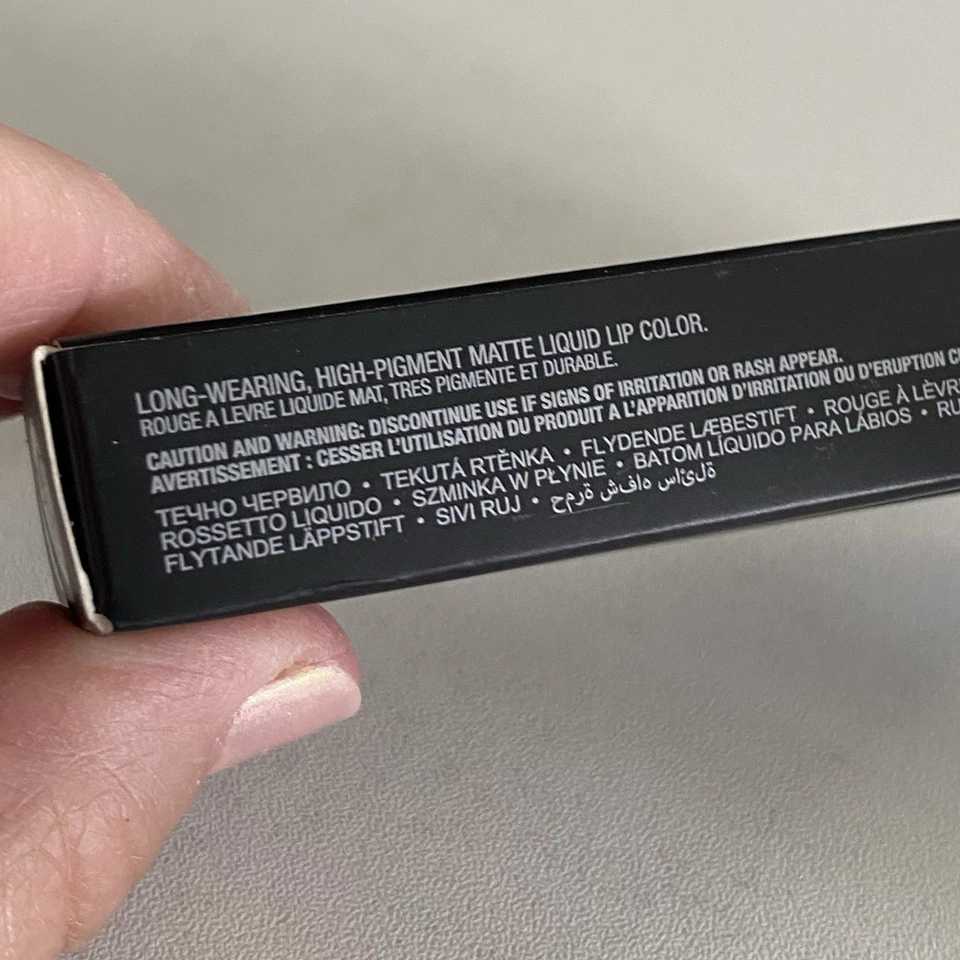 LONG-WEARING, HIGH-PIGMENT MATTE LIQUID LIP COLOR.
ROUGE A LEVRE LIQUIDE MAT, TRES PIGMENTE ET DURABLE.
CAUTION AND WARNING: DISCONTINUE USE IF SIGNS OF IRRITATION OR RASH APPEAR.
AVERTISSEMENT : CESSER L'UTILISATION DU PRODUIT A L'APPARITION D'IRRITATION OU D'ERUPTION
ТЕЧНО ЧЕРВИЛО • TEKUTÁ RTĚNKA • FLYDENDE LÆBESTIFT • ROUGE À LÈVRE
ROSSETTO LIQUIDO • SZMINKA W PŁYNIE • BATOM LÍQUIDO PARA LÁBIOS •
FLYTANDE LÄPPSTIFT • SIVI RUJ • حمرة شفاه سائلة